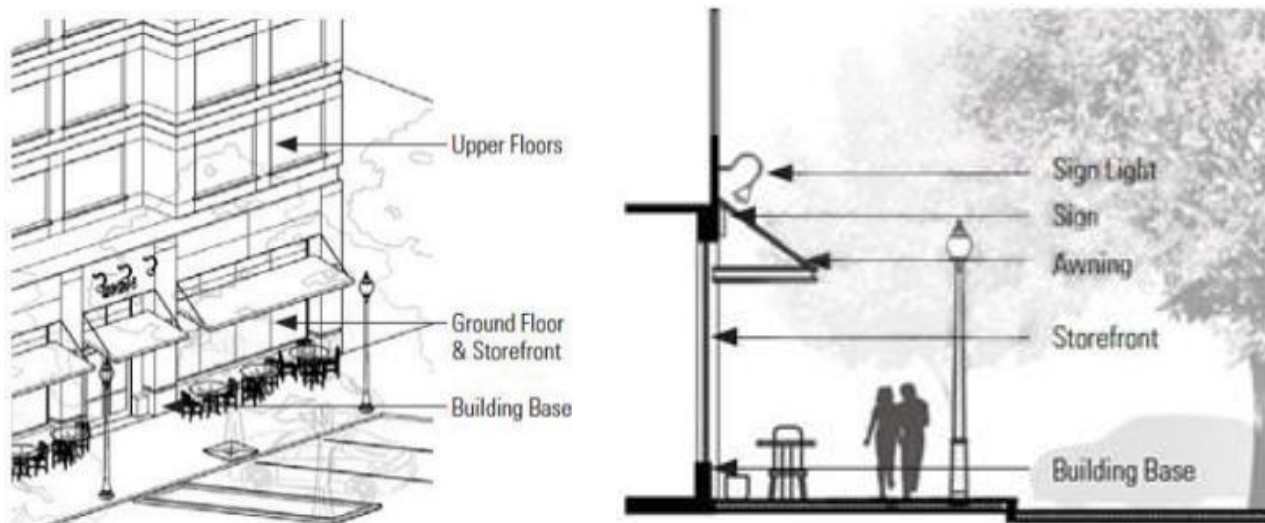 Upper Floors
Ground Floor
& Storefront
Building Base
Sign Light
Sign
Awning
Storefront
Building Base